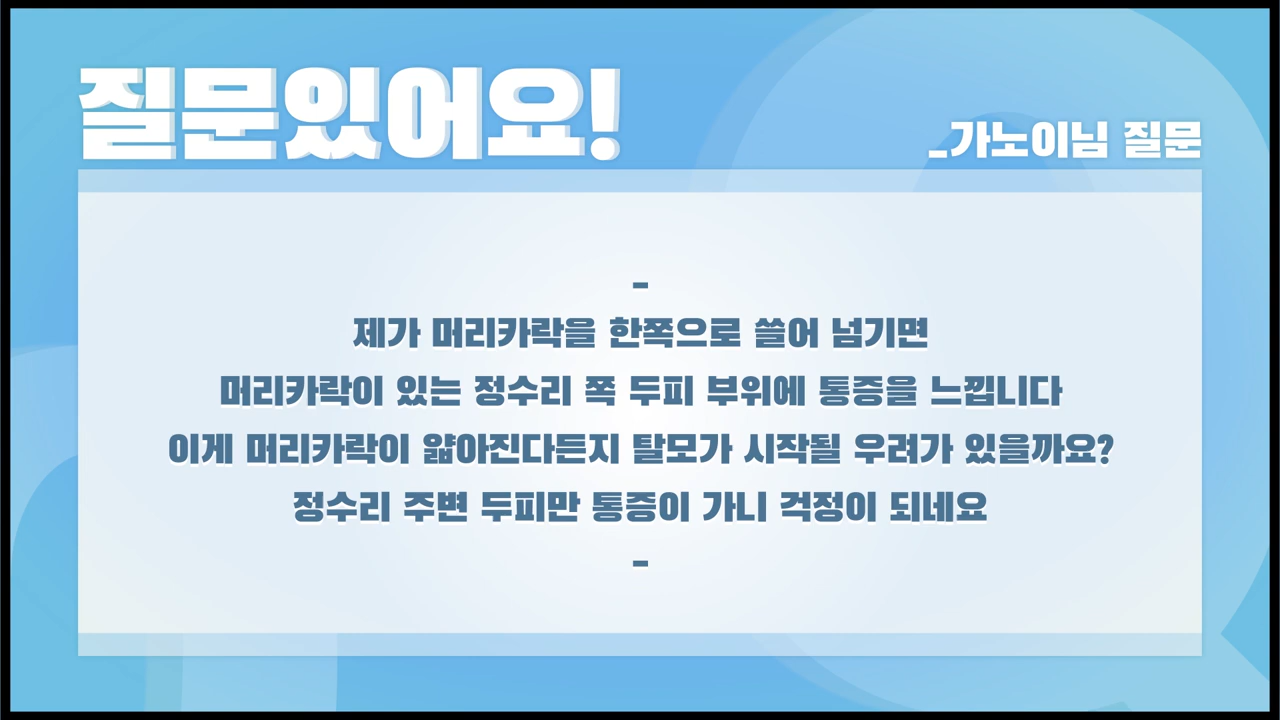 질문있어요!
_가노이님 질문
-
제가 머리카락을 한쪽으로 쓸어 넘기면
머리카락이 있는 정수리 쪽 두피 부위에 통증을 느낍니다
이게 머리카락이 얇아진다든지 탈모가 시작될 우려가 있을까요?
정수리 주변 두피만 통증이 가니 걱정이 되네요
-